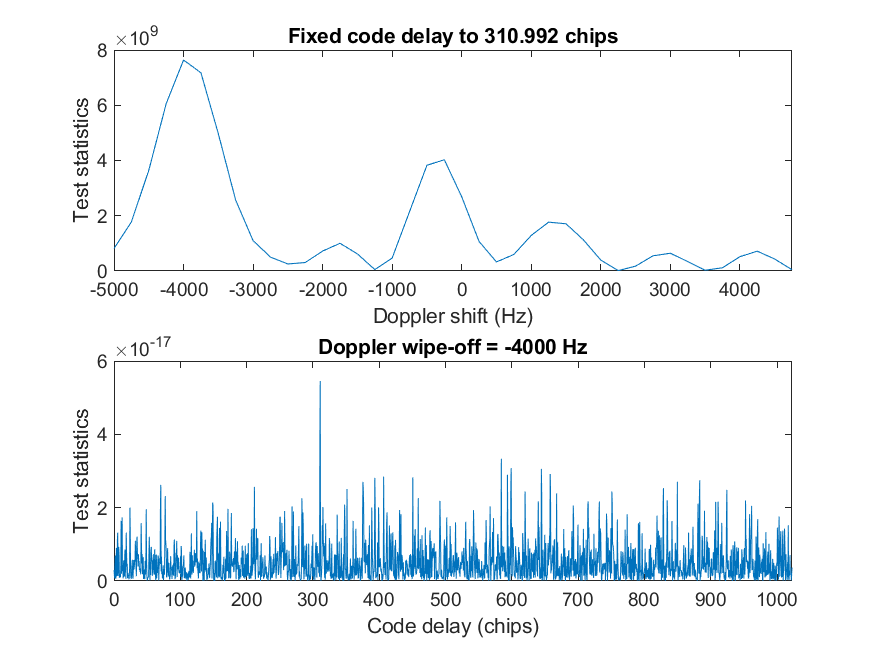 ×10^9
Fixed code delay to 310.992 chips
8
6
4
2
0
Test statistics
-5000 -4000 -3000 -2000 -1000 0 1000 2000 3000 4000
Doppler shift (Hz)
×10^-17
Doppler wipe-off = -4000 Hz
6
4
2
0
Test statistics
0 100 200 300 400 500 600 700 800 900 1000
Code delay (chips)